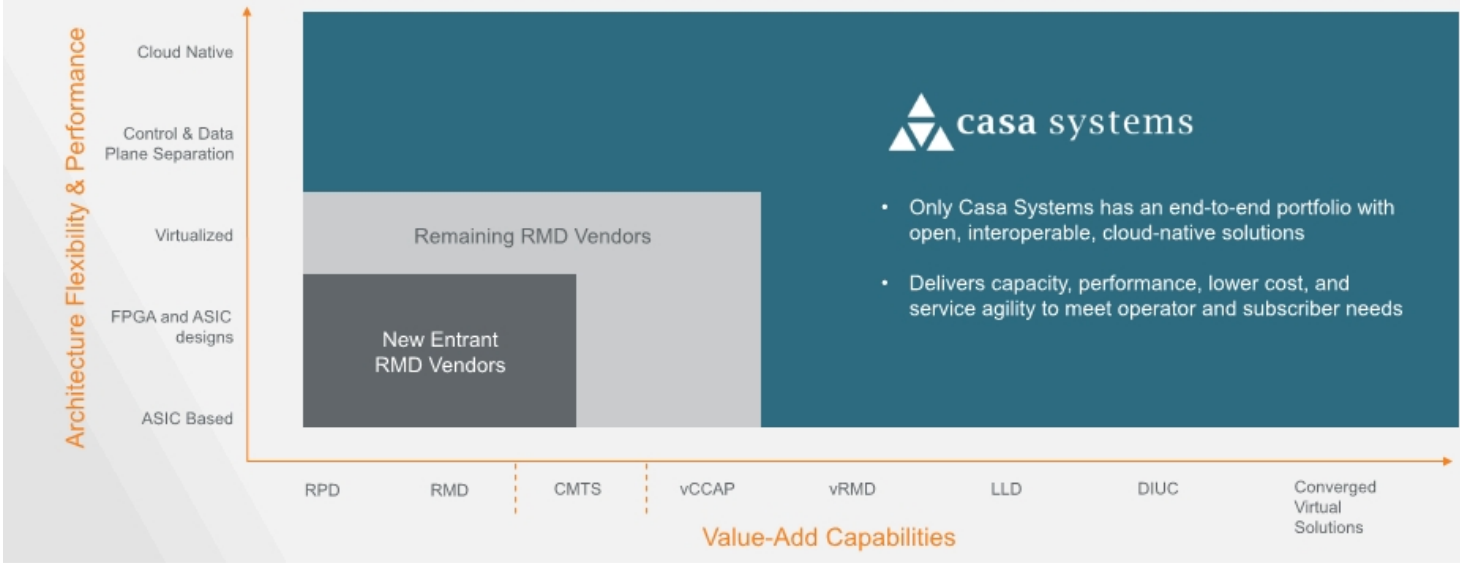 Architecture Flexibility & Performance
Cloud Native
Control & Data
Plane Separation
Virtualized
FPGA and ASIC
designs
ASIC Based
casa systems
• Only Casa Systems has an end-to-end portfolio with
open, interoperable, cloud-native solutions
• Delivers capacity, performance, lower cost, and
service agility to meet operator and subscriber needs
Remaining RMD Vendors
New Entrant
RMD Vendors
RPD
RMD
CMTS
vCCAP
vRMD
LLD
DIUC
Converged
Virtual
Solutions
Value-Add Capabilities